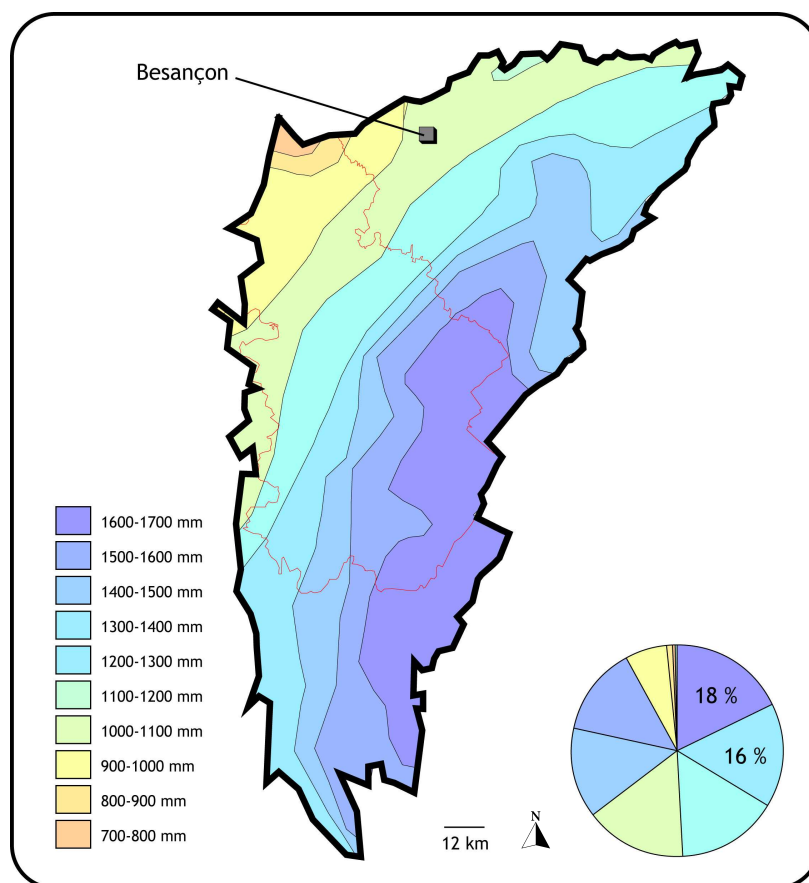 Besançon
1600-1700 mm
1500-1600 mm
1400-1500 mm
1300-1400 mm
1200-1300 mm
1100-1200 mm
1000-1100 mm
900-1000 mm
800-900 mm
700-800 mm
12 km
N
18 %
16 %